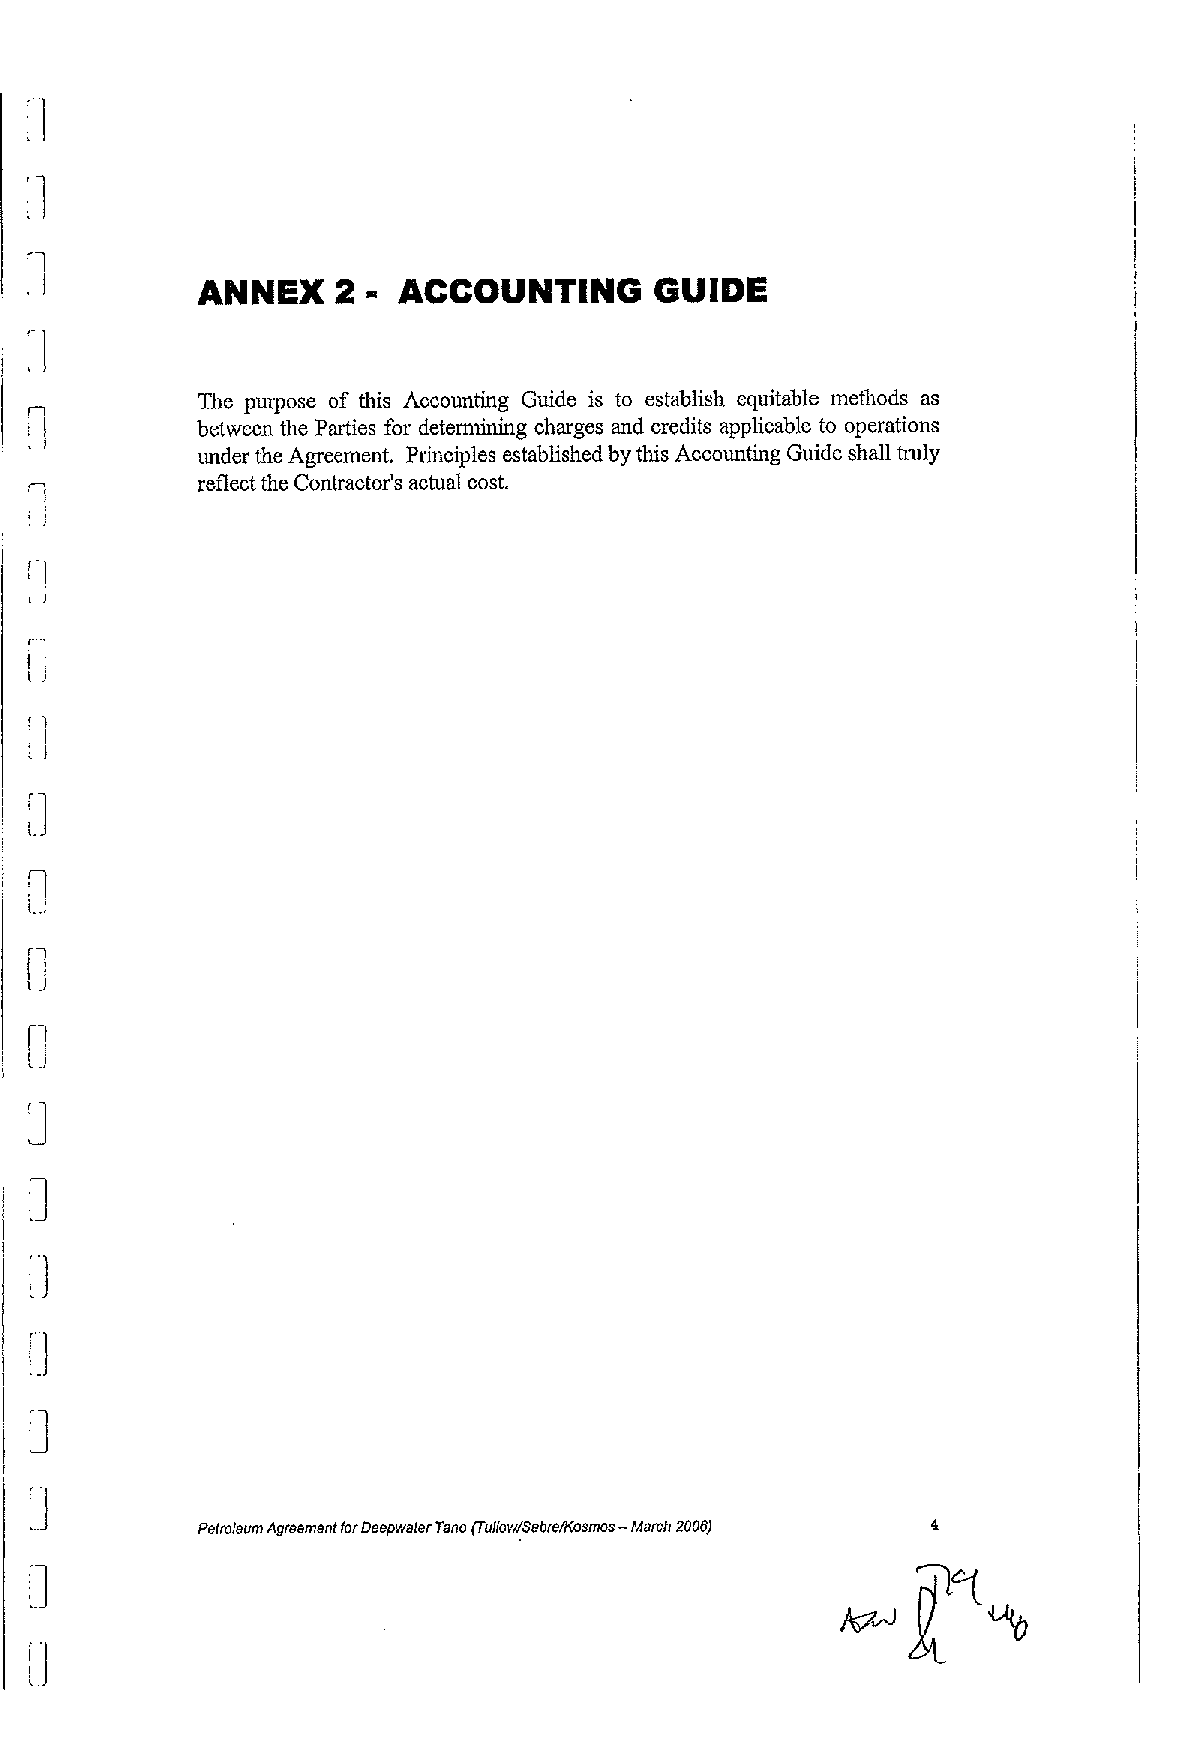 ANNEX 2 - ACCOUNTING GUIDE
The purpose of this Accounting Guide is to establish equitable methods as
between the Parties for determining charges and credits applicable to operations
under the Agreement. Principles established by this Accounting Guide shall truly
reflect the Contractor's actual cost.
Petroleum Agreement for Deepwater Tano (Tullow/Sabre/Kosmos – March 2006) 4